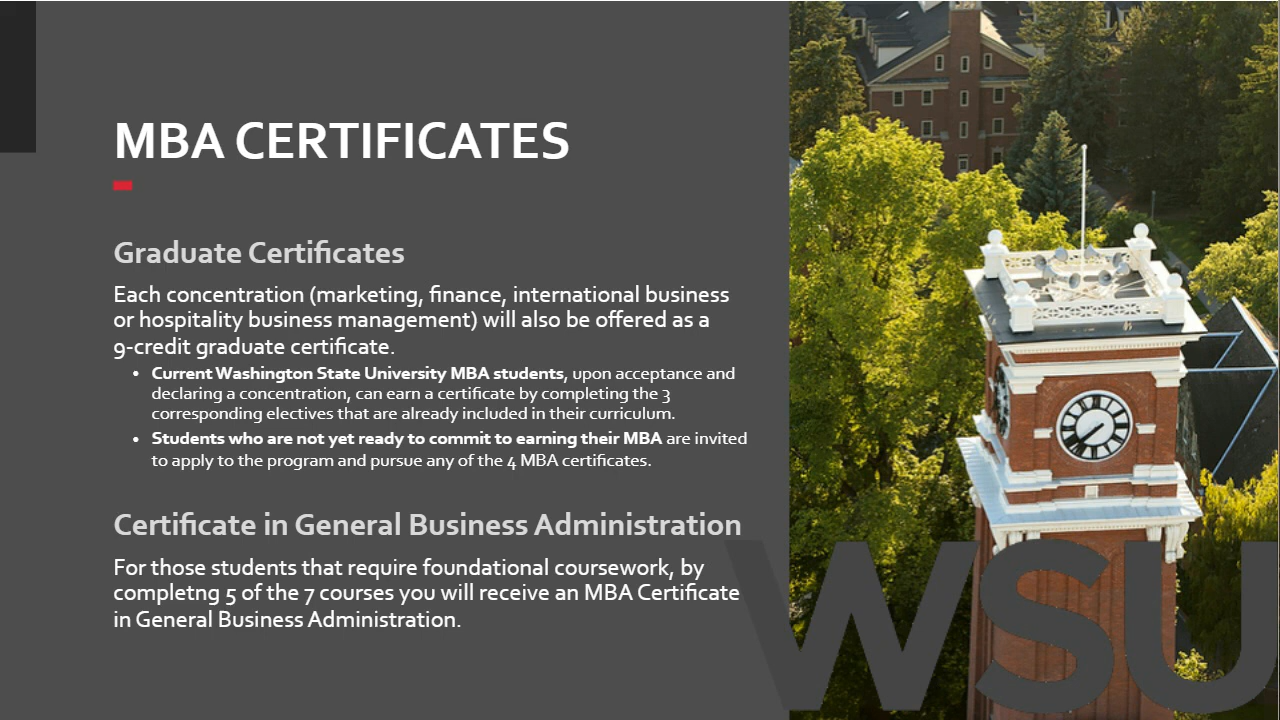 MBA CERTIFICATES
Graduate Certificates
Each concentration (marketing, finance, international business
or hospitality business management) will also be offered as a
9-credit graduate certificate.
• Current Washington State University MBA students, upon acceptance and
declaring a concentration, can earn a certificate by completing the 3
corresponding electives that are already included in their curriculum.
• Students who are not yet ready to commit to earning their MBA are invited
to apply to the program and pursue any of the 4 MBA certificates.
Certificate in General Business Administration
For those students that require foundational coursework, by
completng 5 of the 7 courses you will receive an MBA Certificate
in General Business Administration.
WSU